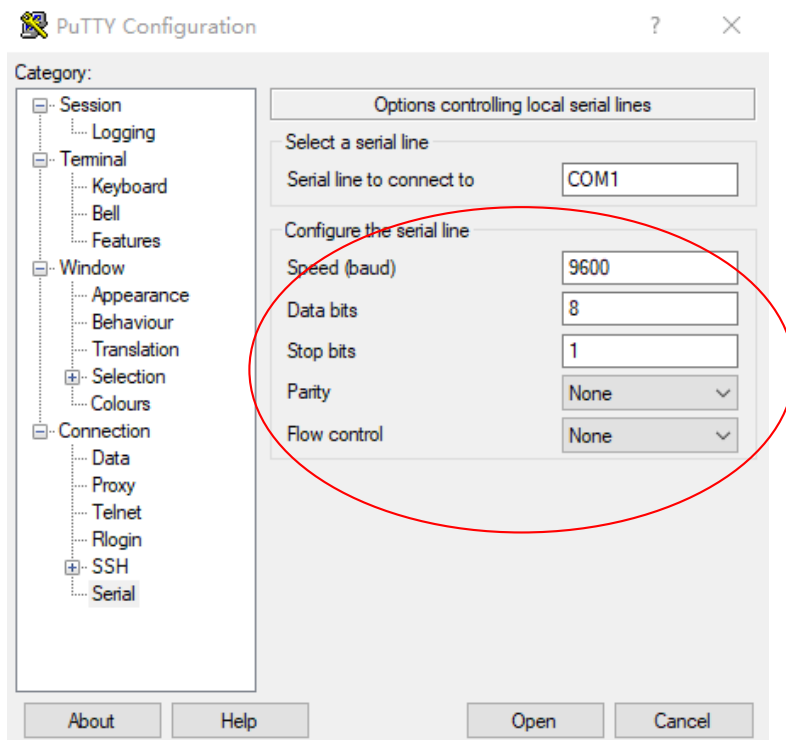 PuTTY Configuration ?
Category:
Session
Logging
Terminal
Keyboard
Bell
Features
Window
Appearance
Behaviour
Translation
Selection
Colours
Connection
Data
Proxy
Telnet
Rlogin
SSH
Serial
Options controlling local serial lines
Select a serial line
Serial line to connect to COM1
Configure the serial line
Speed (baud) 9600
Data bits 8
Stop bits 1
Parity None
Flow control None
About Help Open Cancel